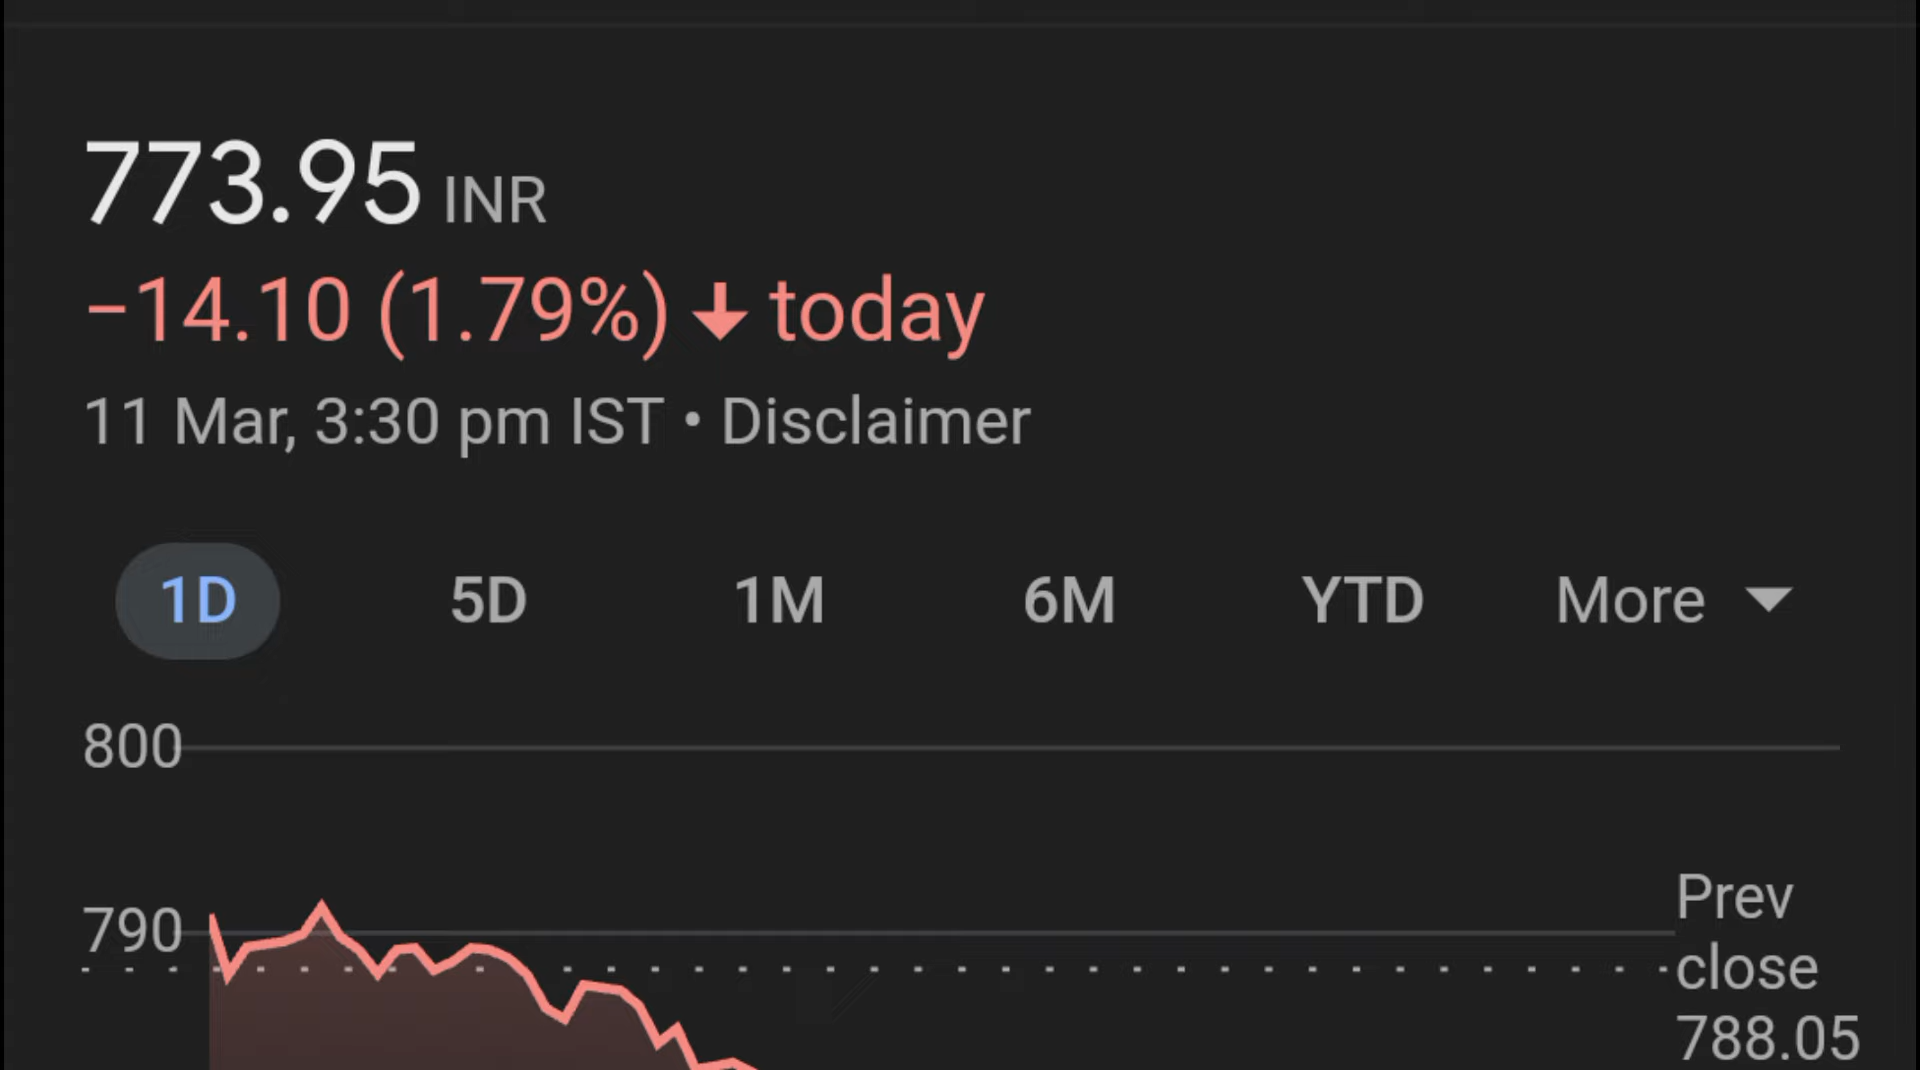 773.95 INR
−14.10 (1.79%) ↓ today
11 Mar, 3:30 pm IST • Disclaimer
1D 5D 1M 6M YTD More
800
790
Prev
close
788.05